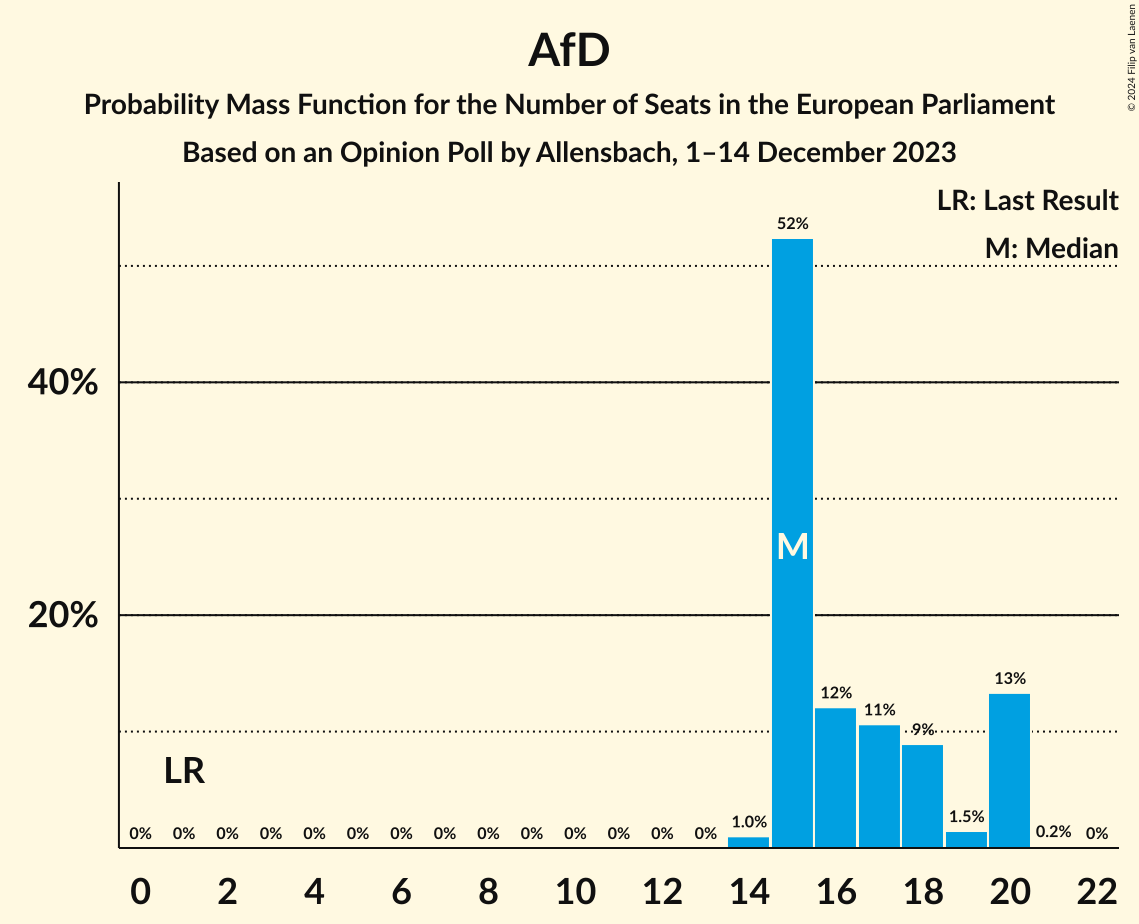 AfD
Probability Mass Function for the Number of Seats in the European Parliament
Based on an Opinion Poll by Allensbach, 1–14 December 2023
© 2024 Filip van Laenen
LR: Last Result
M: Median
52%
40%
M
20%
13%
12%
11%
9%
LR
1.5%
1.0%
0.2%
0% 0% 0% 0% 0% 0% 0% 0% 0% 0% 0% 0% 0% 0% 0%
0 2 4 6 8 10 12 14 16 18 20 22